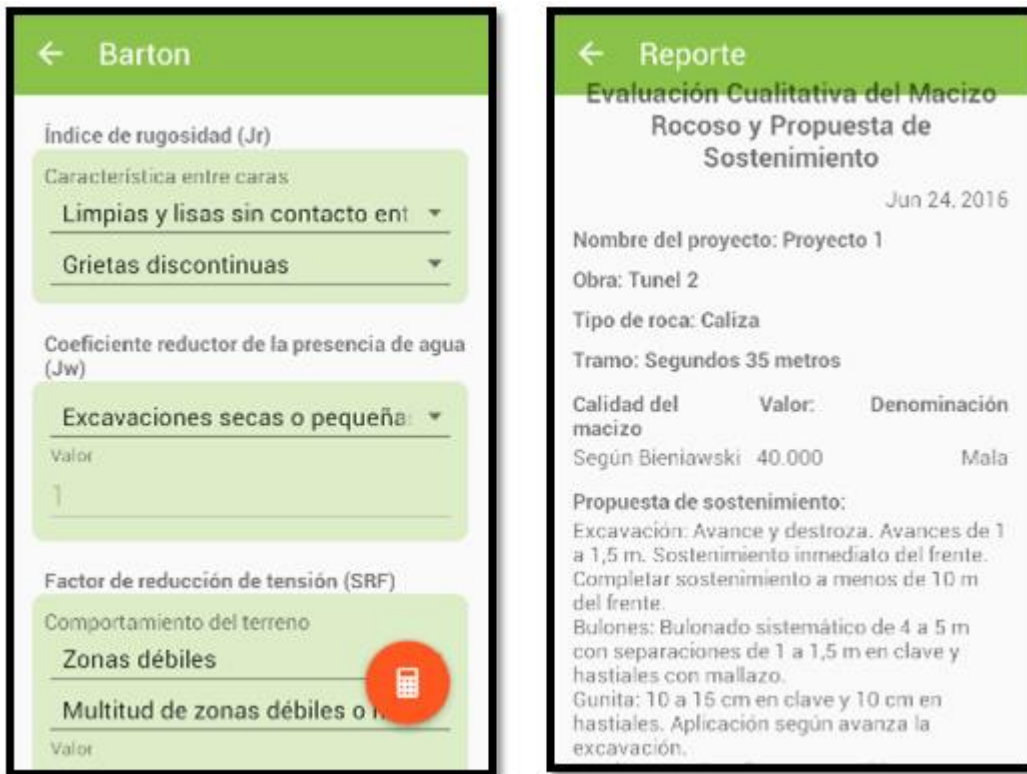 Barton
Índice de rugosidad (Jr)
Característica entre caras
Limpias y lisas sin contacto ent
Grietas discontinuas
Coeficiente reductor de la presencia de agua
(Jw)
Excavaciones secas o pequeña
Valor
1
Factor de reducción de tensión (SRF)
Comportamiento del terreno
Zonas débiles
Multitud de zonas débiles o
Valor
Reporte
Evaluación Cualitativa del Macizo
Rocoso y Propuesta de
Sostenimiento
Jun 24, 2016
Nombre del proyecto: Proyecto 1
Obra: Tunel 2
Tipo de roca: Caliza
Tramo: Segundos 35 metros
Calidad del Valor: Denominación
macizo
Según Bieniawski 40.000 Mala
Propuesta de sostenimiento:
Excavación: Avance y destroza. Avances de 1
a 1,5 m. Sostenimiento inmediato del frente.
Completar sostenimiento a menos de 10 m
del frente.
Bulones: Bulonado sistemático de 4 a 5 m
con separaciones de 1 a 1,5 m en clave y
hastiales con mallazo.
Gunita: 10 a 15 cm en clave y 10 cm en
hastiales. Aplicación según avanza la
excavación.